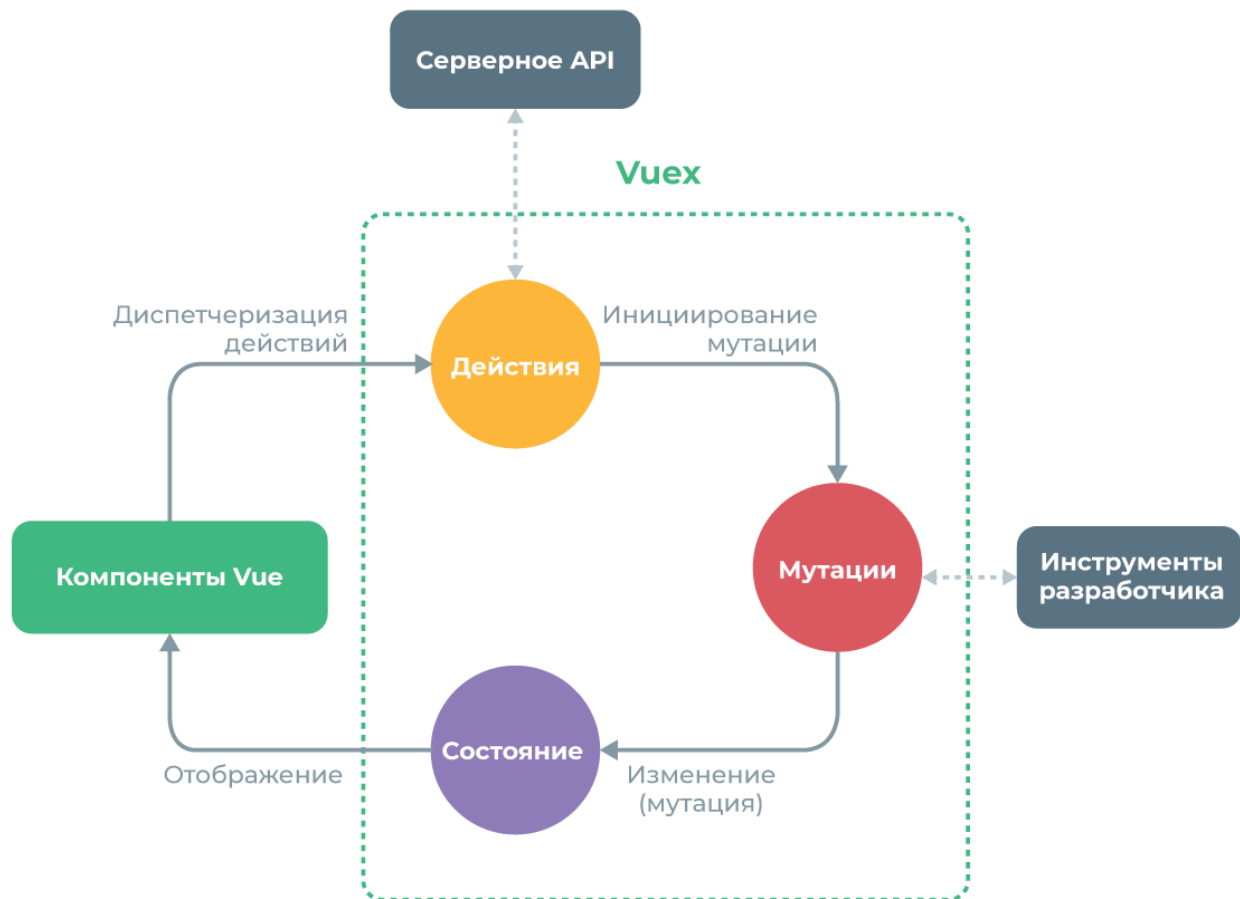 Серверное API
Vuex
Диспетчеризация
действий
Инициирование
мутации
Действия
Компоненты Vue
Мутации
Инструменты
разработчика
Состояние
Отображение
Изменение
(мутация)